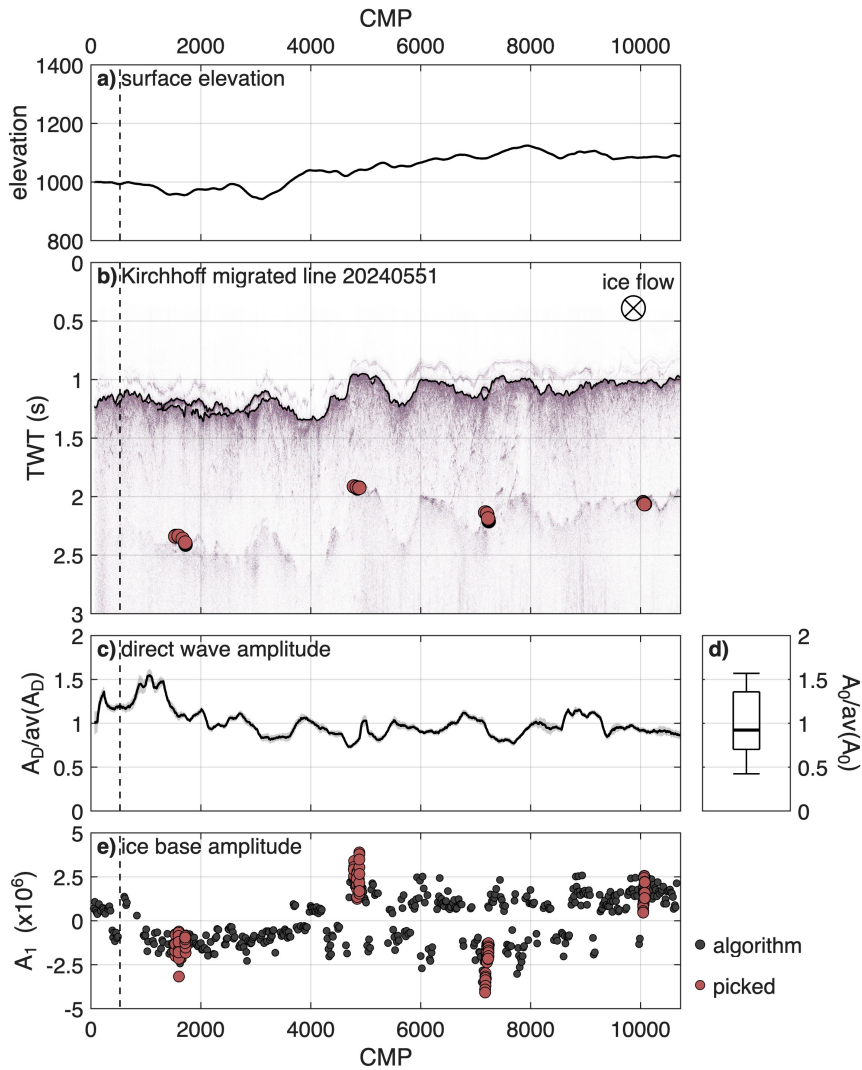 CMP
0 2000 4000 6000 8000 10000
1400
a) surface elevation
1200
elevation
1000
800
0
b) Kirchhoff migrated line 20240551
ice flow
0.5
1
TWT (s)
1.5
2
2.5
3
2
c) direct wave amplitude
1.5
A_D/av(A_D)
1
0.5
0
d)
2
1.5
1
0.5
0
A_0/av(A_0)
5
e) ice base amplitude
2.5
A_1 (x10^6)
0
-2.5
-5
algorithm
picked
0 2000 4000 6000 8000 10000
CMP